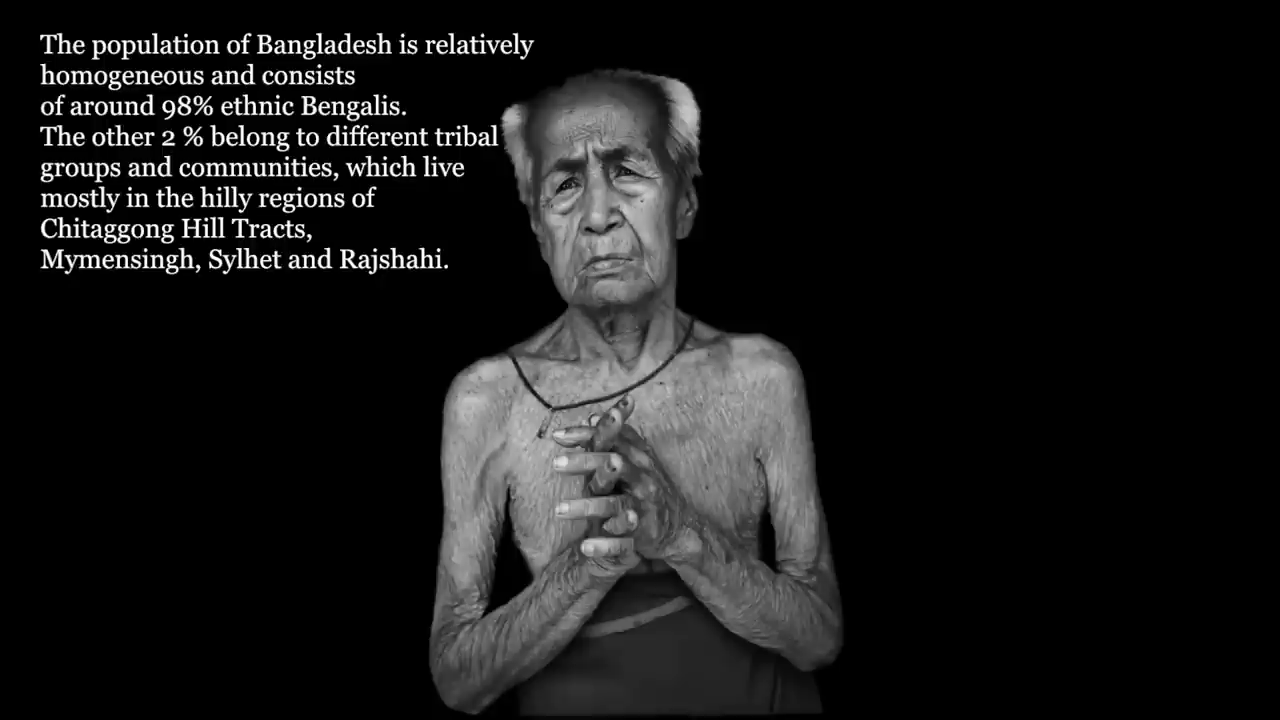 The population of Bangladesh is relatively
homogeneous and consists
of around 98% ethnic Bengalis.
The other 2 % belong to different tribal
groups and communities, which live
mostly in the hilly regions of
Chitaggong Hill Tracts,
Mymensingh, Sylhet and Rajshahi.